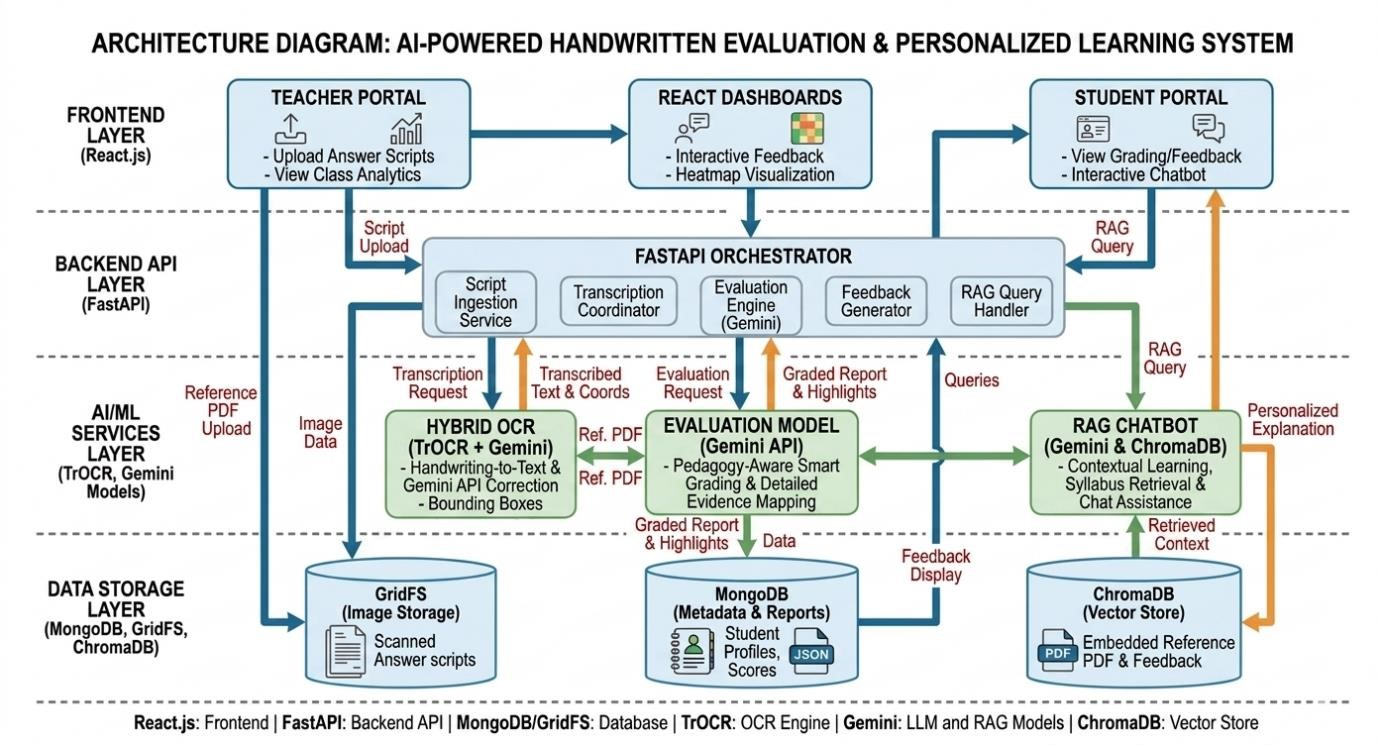 ARCHITECTURE DIAGRAM: AI-POWERED HANDWRITTEN EVALUATION & PERSONALIZED LEARNING SYSTEM
FRONTEND
LAYER
(React.js)
TEACHER PORTAL
- Upload Answer Scripts
- View Class Analytics
REACT DASHBOARDS
- Interactive Feedback
- Heatmap Visualization
STUDENT PORTAL
- View Grading/Feedback
- Interactive Chatbot
Script
Upload
RAG
Query
BACKEND API
LAYER
(FastAPI)
FASTAPI ORCHESTRATOR
Script
Ingestion
Service
Transcription
Coordinator
Evaluation
Engine
(Gemini)
Feedback
Generator
RAG Query
Handler
Reference
PDF
Upload
Image
Data
Transcription
Request
Transcribed
Text & Coords
Evaluation
Request
Graded Report
& Highlights
Queries
RAG
Query
Personalized
Explanation
AI/ML
SERVICES
LAYER
(TrOCR, Gemini
Models)
HYBRID OCR
(TrOCR + Gemini)
- Handwriting-to-Text &
Gemini API Correction
- Bounding Boxes
Ref. PDF
Ref. PDF
EVALUATION MODEL
(Gemini API)
- Pedagogy-Aware Smart
Grading & Detailed
Evidence Mapping
RAG CHATBOT
(Gemini & ChromaDB)
- Contextual Learning,
Syllabus Retrieval &
Chat Assistance
Graded Report
& Highlights
Data
Feedback
Display
Retrieved
Context
DATA STORAGE
LAYER
(MongoDB, GridFS,
ChromaDB)
GridFS
(Image Storage)
Scanned
Answer scripts
MongoDB
(Metadata & Reports)
Student
Profiles,
Scores
JSON
ChromaDB
(Vector Store)
PDF
Embedded Reference
PDF & Feedback
React.js: Frontend | FastAPI: Backend API | MongoDB/GridFS: Database | TrOCR: OCR Engine | Gemini: LLM and RAG Models | ChromaDB: Vector Store